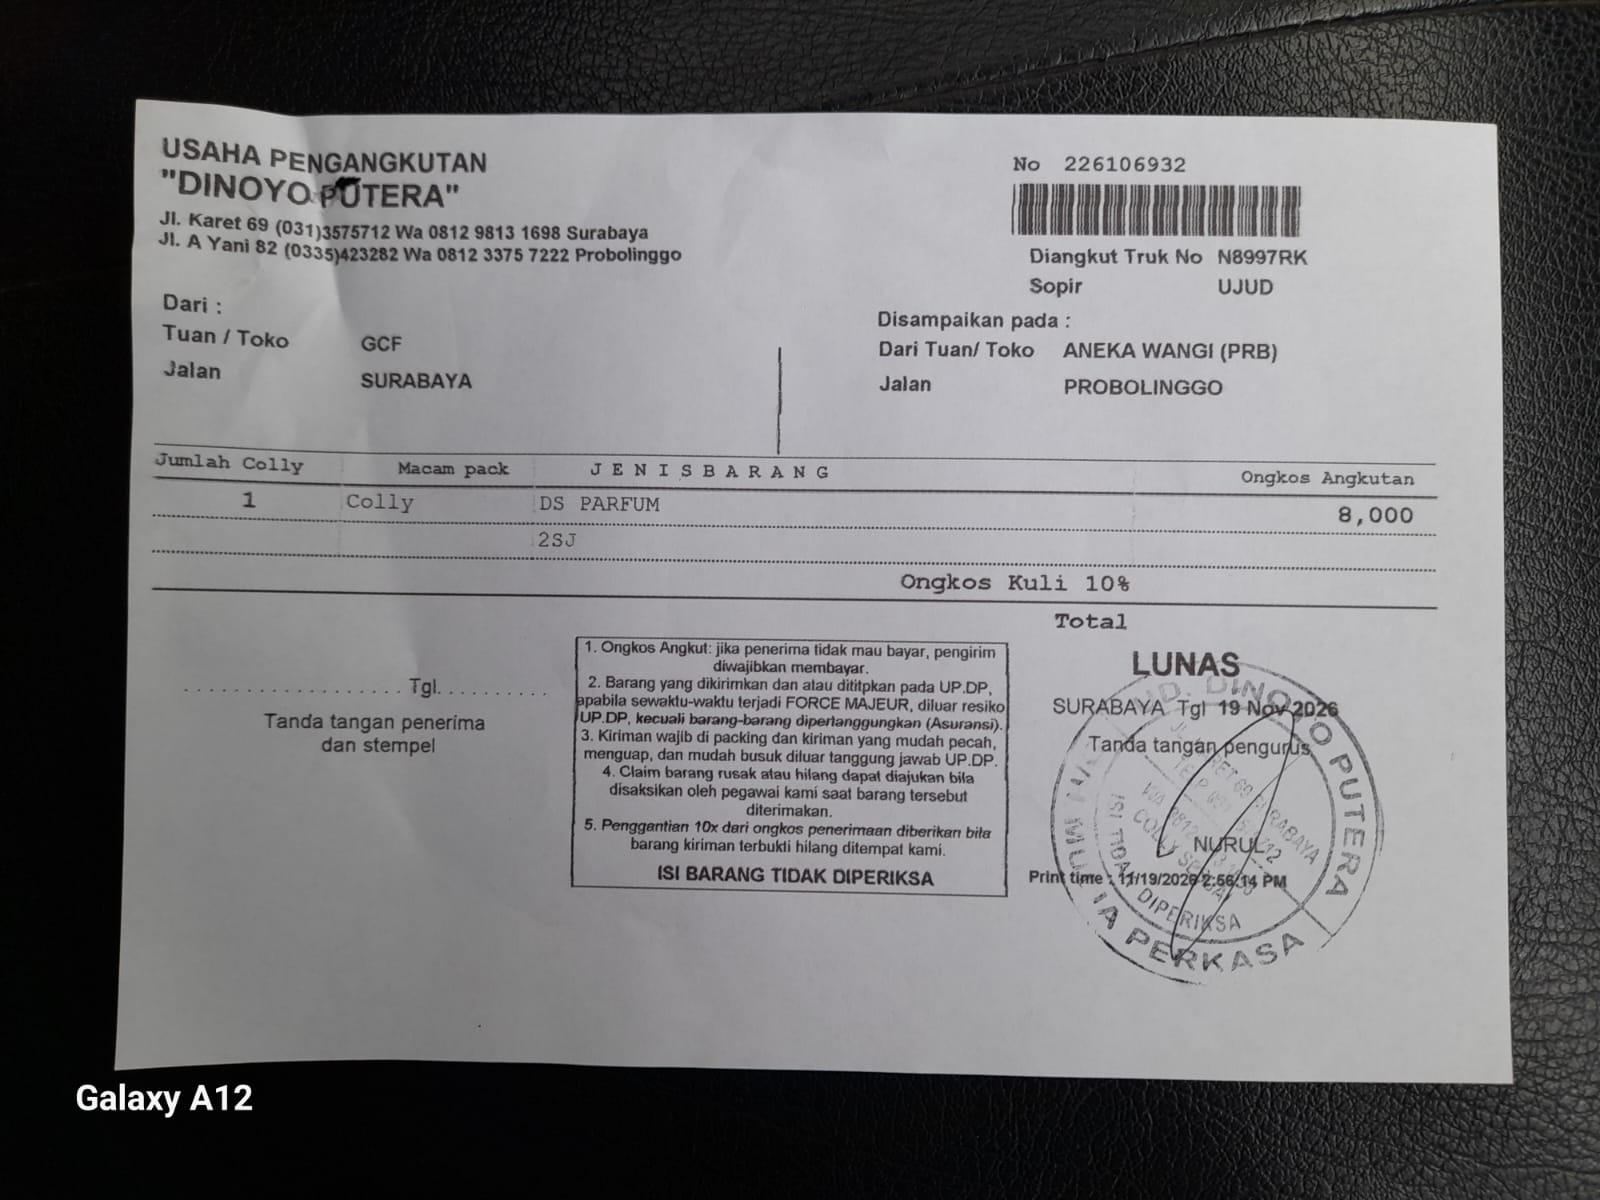 USAHA PENGANGKUTAN
"DINOYO PUTERA"
Jl. Karet 69 (031)3575712 Wa 0812 9813 1698 Surabaya
Jl. A Yani 82 (0335)423282 Wa 0812 3375 7222 Probolinggo
No 226106932
Diangkut Truk No N8997RK
Sopir UJUD
Dari :
Tuan / Toko GCF
Jalan SURABAYA
Disampaikan pada :
Dari Tuan/ Toko ANEKA WANGI (PRB)
Jalan PROBOLINGGO
Jumlah Colly Macam pack J E N I S B A R A N G Ongkos Angkutan
1 Colly DS PARFUM 8,000
2SJ
Ongkos Kuli 10%
Total
.................... Tgl...........
Tanda tangan penerima
dan stempel
1. Ongkos Angkut: jika penerima tidak mau bayar, pengirim
diwajibkan membayar.
2. Barang yang dikirimkan dan atau dititpkan pada UP.DP,
apabila sewaktu-waktu terjadi FORCE MAJEUR, diluar resiko
UP.DP, kecuali barang-barang dipertanggungkan (Asuransi).
3. Kiriman wajib di packing dan kiriman yang mudah pecah,
menguap, dan mudah busuk diluar tanggung jawab UP.DP.
4. Claim barang rusak atau hilang dapat diajukan bila
disaksikan oleh pegawai kami saat barang tersebut
diterimakan.
5. Penggantian 10x dari ongkos penerimaan diberikan bila
barang kiriman terbukti hilang ditempat kami.
ISI BARANG TIDAK DIPERIKSA
LUNAS
SURABAYA Tgl 19 Nov 2026
Tanda tangan pengurus
NURUL
Print time : 11/19/2026 2:56:14 PM
UD. DINOYO PUTERA
MULIA PERKASA
ISI TIDAK DIPERIKSA
Galaxy A12